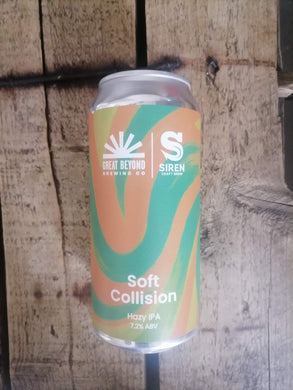 GREAT BEYOND
BREWING CO
SIREN
CRAFT BREW
Soft
Collision
Hazy IPA
7.2% ABV